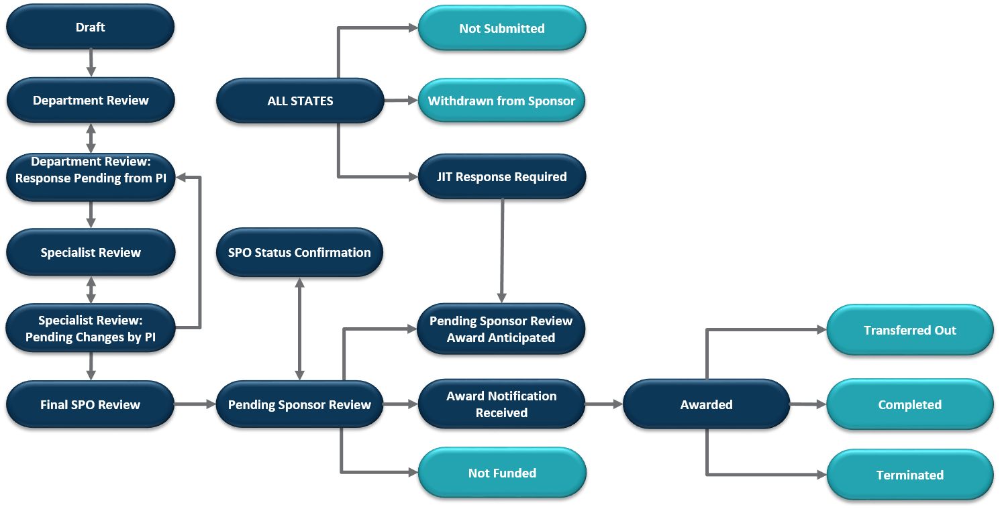 Draft
Department Review
Department Review:
Response Pending from PI
Specialist Review
Specialist Review:
Pending Changes by PI
Final SPO Review
ALL STATES
SPO Status Confirmation
Pending Sponsor Review
Not Submitted
Withdrawn from Sponsor
JIT Response Required
Pending Sponsor Review
Award Anticipated
Award Notification
Received
Not Funded
Awarded
Transferred Out
Completed
Terminated